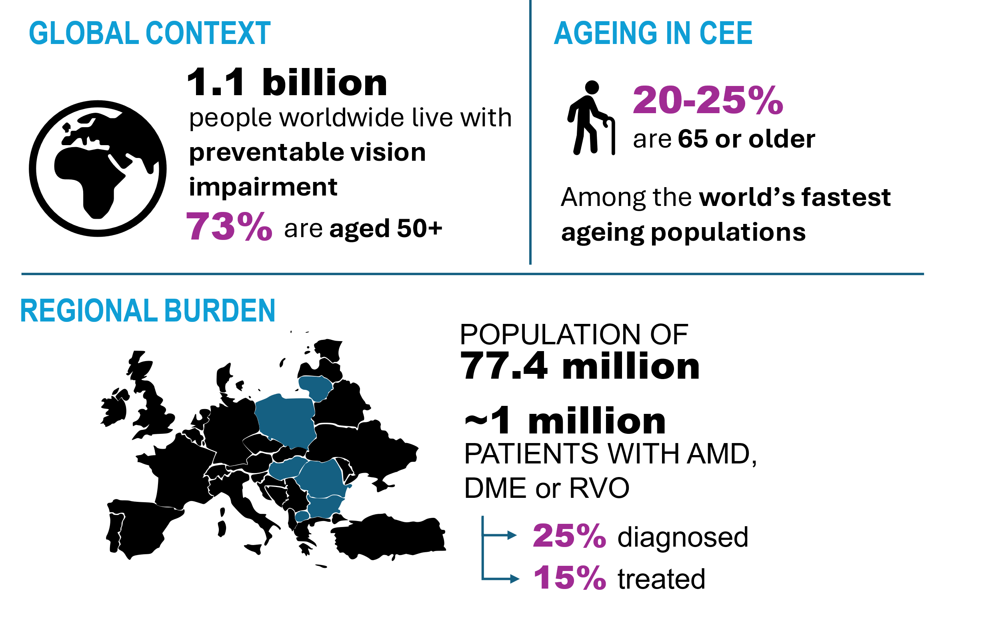 GLOBAL CONTEXT
1.1 billion
people worldwide live with
preventable vision
impairment
73% are aged 50+
AGEING IN CEE
20-25%
are 65 or older
Among the world’s fastest
ageing populations
REGIONAL BURDEN
POPULATION OF
77.4 million
~1 million
PATIENTS WITH AMD,
DME or RVO
25% diagnosed
15% treated